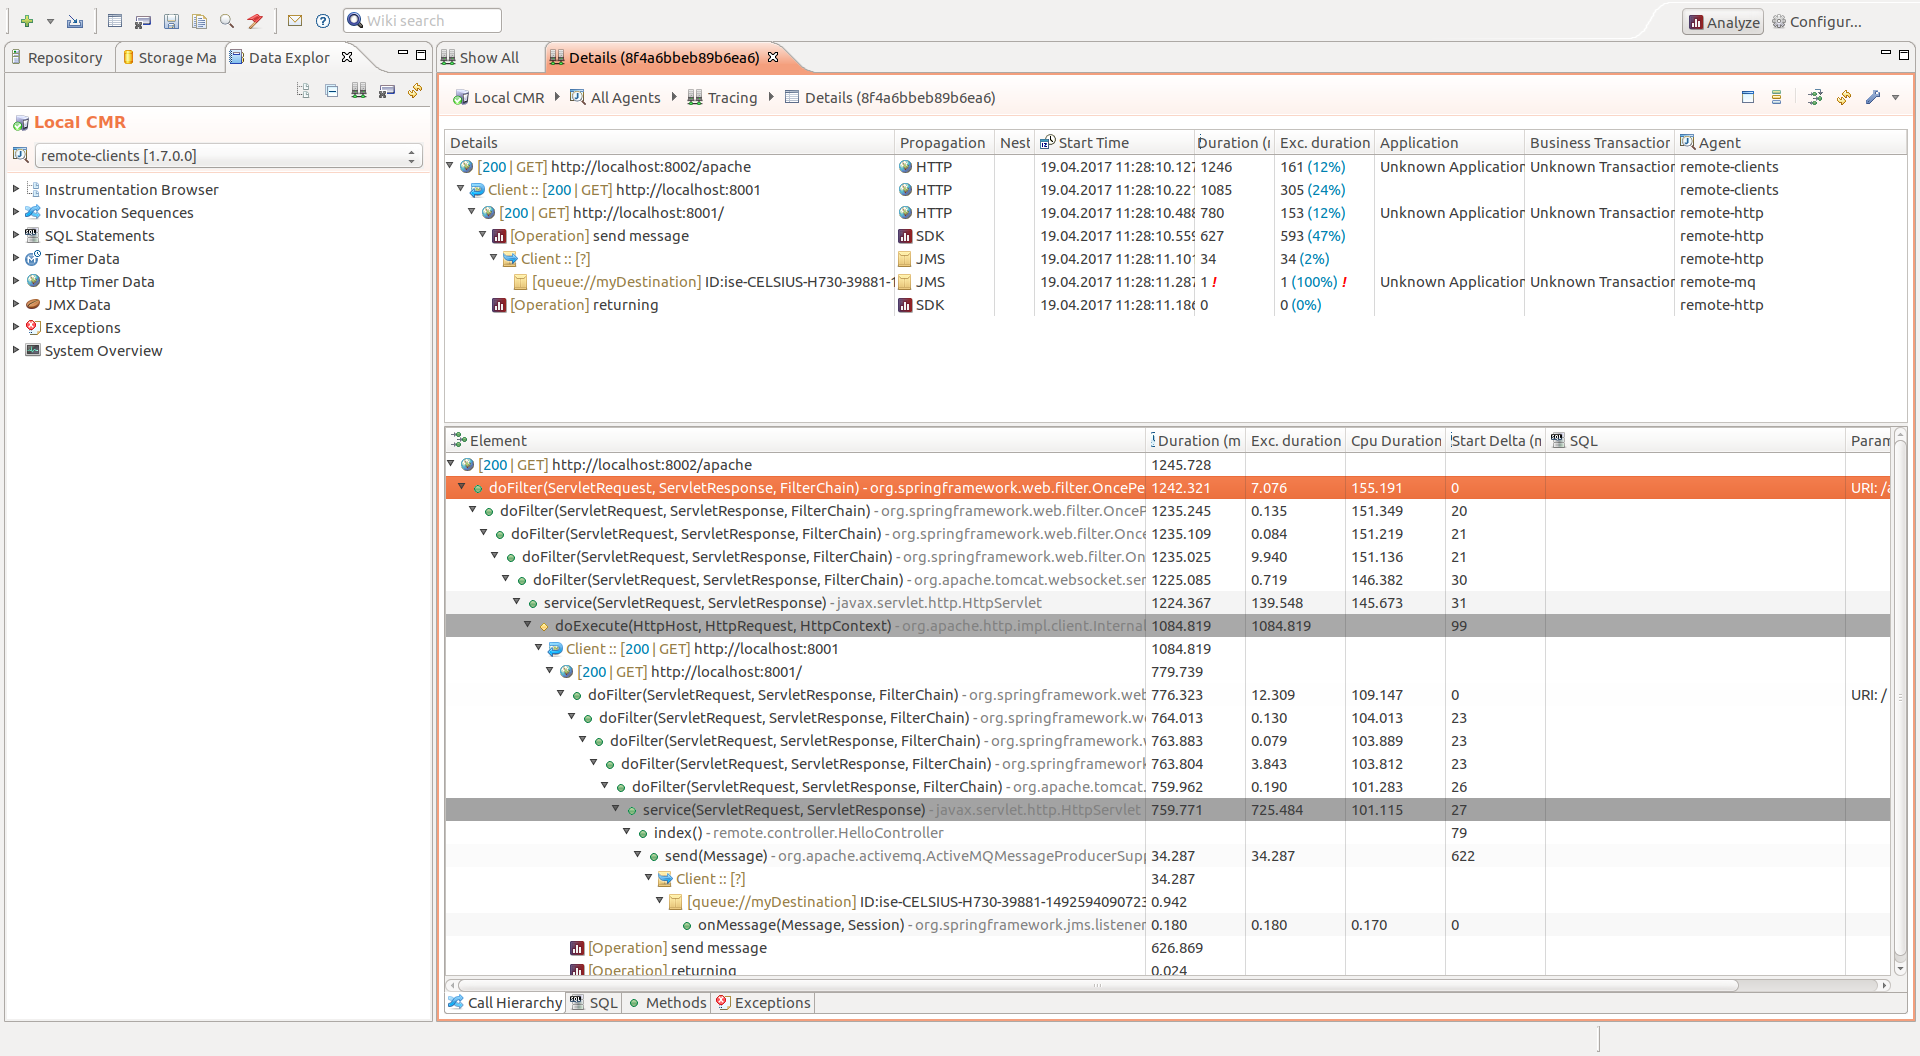 Wiki search
Analyze
Configur...
Repository
Storage Ma
Data Explor
Show All
Details (8f4a6bbeb89b6ea6)
Local CMR
remote-clients [1.7.0.0]
Instrumentation Browser
Invocation Sequences
SQL Statements
Timer Data
Http Timer Data
JMX Data
Exceptions
System Overview
Local CMR All Agents Tracing Details (8f4a6bbeb89b6ea6)
Details Propagation Nest Start Time Duration ( Exc. duration Application Business Transaction Agent
[200 | GET] http://localhost:8002/apache HTTP 19.04.2017 11:28:10.127 1246 161 (12%) Unknown Application Unknown Transaction remote-clients
Client :: [200 | GET] http://localhost:8001 HTTP 19.04.2017 11:28:10.221 1085 305 (24%) remote-clients
[200 | GET] http://localhost:8001/ HTTP 19.04.2017 11:28:10.488 780 153 (12%) Unknown Application Unknown Transaction remote-http
[Operation] send message SDK 19.04.2017 11:28:10.559 627 593 (47%) remote-http
Client :: [?] JMS 19.04.2017 11:28:11.101 34 34 (2%) remote-http
[queue://myDestination] ID:ise-CELSIUS-H730-39881-1 JMS 19.04.2017 11:28:11.287 1 ! 1 (100%) ! Unknown Application Unknown Transaction remote-mq
[Operation] returning SDK 19.04.2017 11:28:11.186 0 0 (0%) remote-http
Element Duration (m Exc. duration Cpu Duration Start Delta (m SQL Param
[200 | GET] http://localhost:8002/apache 1245.728
doFilter(ServletRequest, ServletResponse, FilterChain) - org.springframework.web.filter.OncePe 1242.321 7.076 155.191 0 URI: /a
doFilter(ServletRequest, ServletResponse, FilterChain) - org.springframework.web.filter.OnceP 1235.245 0.135 151.349 20
doFilter(ServletRequest, ServletResponse, FilterChain) - org.springframework.web.filter.Once 1235.109 0.084 151.219 21
doFilter(ServletRequest, ServletResponse, FilterChain) - org.springframework.web.filter.On 1235.025 9.940 151.136 21
doFilter(ServletRequest, ServletResponse, FilterChain) - org.apache.tomcat.websocket.ser 1225.085 0.719 146.382 30
service(ServletRequest, ServletResponse) - javax.servlet.http.HttpServlet 1224.367 139.548 145.673 31
doExecute(HttpHost, HttpRequest, HttpContext) - org.apache.http.impl.client.Internal 1084.819 1084.819 99
Client :: [200 | GET] http://localhost:8001 1084.819
[200 | GET] http://localhost:8001/ 779.739
doFilter(ServletRequest, ServletResponse, FilterChain) - org.springframework.web 776.323 12.309 109.147 0 URI: /
doFilter(ServletRequest, ServletResponse, FilterChain) - org.springframework.w 764.013 0.130 104.013 23
doFilter(ServletRequest, ServletResponse, FilterChain) - org.springframework. 763.883 0.079 103.889 23
doFilter(ServletRequest, ServletResponse, FilterChain) - org.springframework 763.804 3.843 103.812 23
doFilter(ServletRequest, ServletResponse, FilterChain) - org.apache.tomcat. 759.962 0.190 101.283 26
service(ServletRequest, ServletResponse) - javax.servlet.http.HttpServlet 759.771 725.484 101.115 27
index() - remote.controller.HelloController 79
send(Message) - org.apache.activemq.ActiveMQMessageProducerSupp 34.287 34.287 622
Client :: [?] 34.287
[queue://myDestination] ID:ise-CELSIUS-H730-39881-1492594090723 0.942
onMessage(Message, Session) - org.springframework.jms.listener 0.180 0.180 0.170 0
[Operation] send message 626.869
[Operation] returning 0.024
Call Hierarchy SQL Methods Exceptions